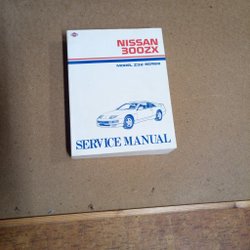 NISSAN
300ZX
MODEL Z32 SERIES
SERVICE MANUAL